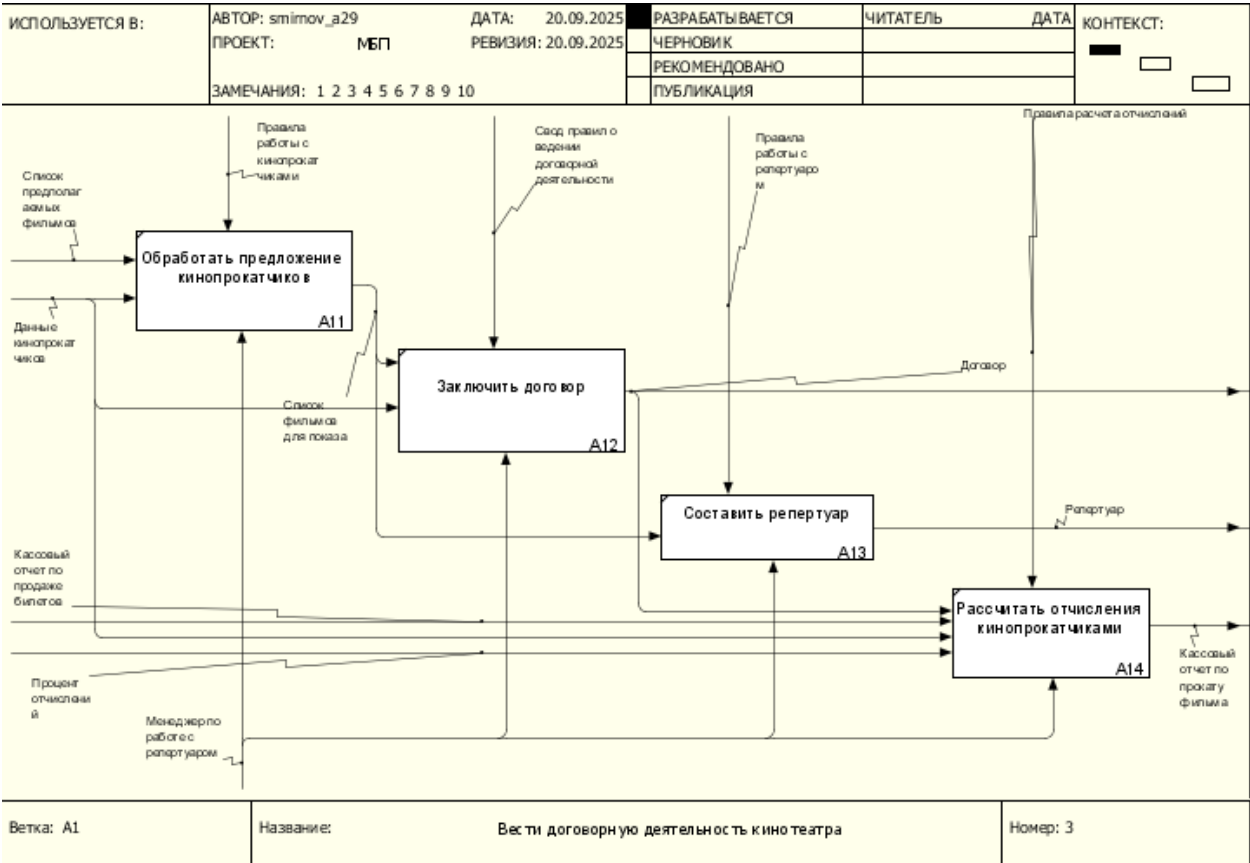 ИСПОЛЬЗУЕТСЯ В:
АВТОР: smirnov_a29
ДАТА: 20.09.2025
ПРОЕКТ: МБП
РЕВИЗИЯ: 20.09.2025
ЗАМЕЧАНИЯ: 1 2 3 4 5 6 7 8 9 10
РАЗРАБАТЫВАЕТСЯ
ЧЕРНОВИК
РЕКОМЕНДОВАНО
ПУБЛИКАЦИЯ
ЧИТАТЕЛЬ
ДАТА
КОНТЕКСТ:
Правила
работы с
кинопрокат
чиками
Свод правил о
ведении
договорной
деятельности
Правила
работы с
репертуаро
м
Правила расчета отчислений
Список
предполаг
аемых
фильмов
Обработать предложение
кинопрокатчиков
A11
Данные
кинопрокат
чиков
Заключить договор
A12
Договор
Список
фильмов
для показа
Составить репертуар
A13
Репертуар
Кассовый
отчет по
продаже
билетов
Рассчитать отчисления
кинопрокатчиками
A14
Кассовый
отчет по
прокату
фильма
Процент
отчислени
й
Менеджер по
работе с
репертуаром
Ветка: A1
Название:
Вести договорную деятельность кинотеатра
Номер: 3